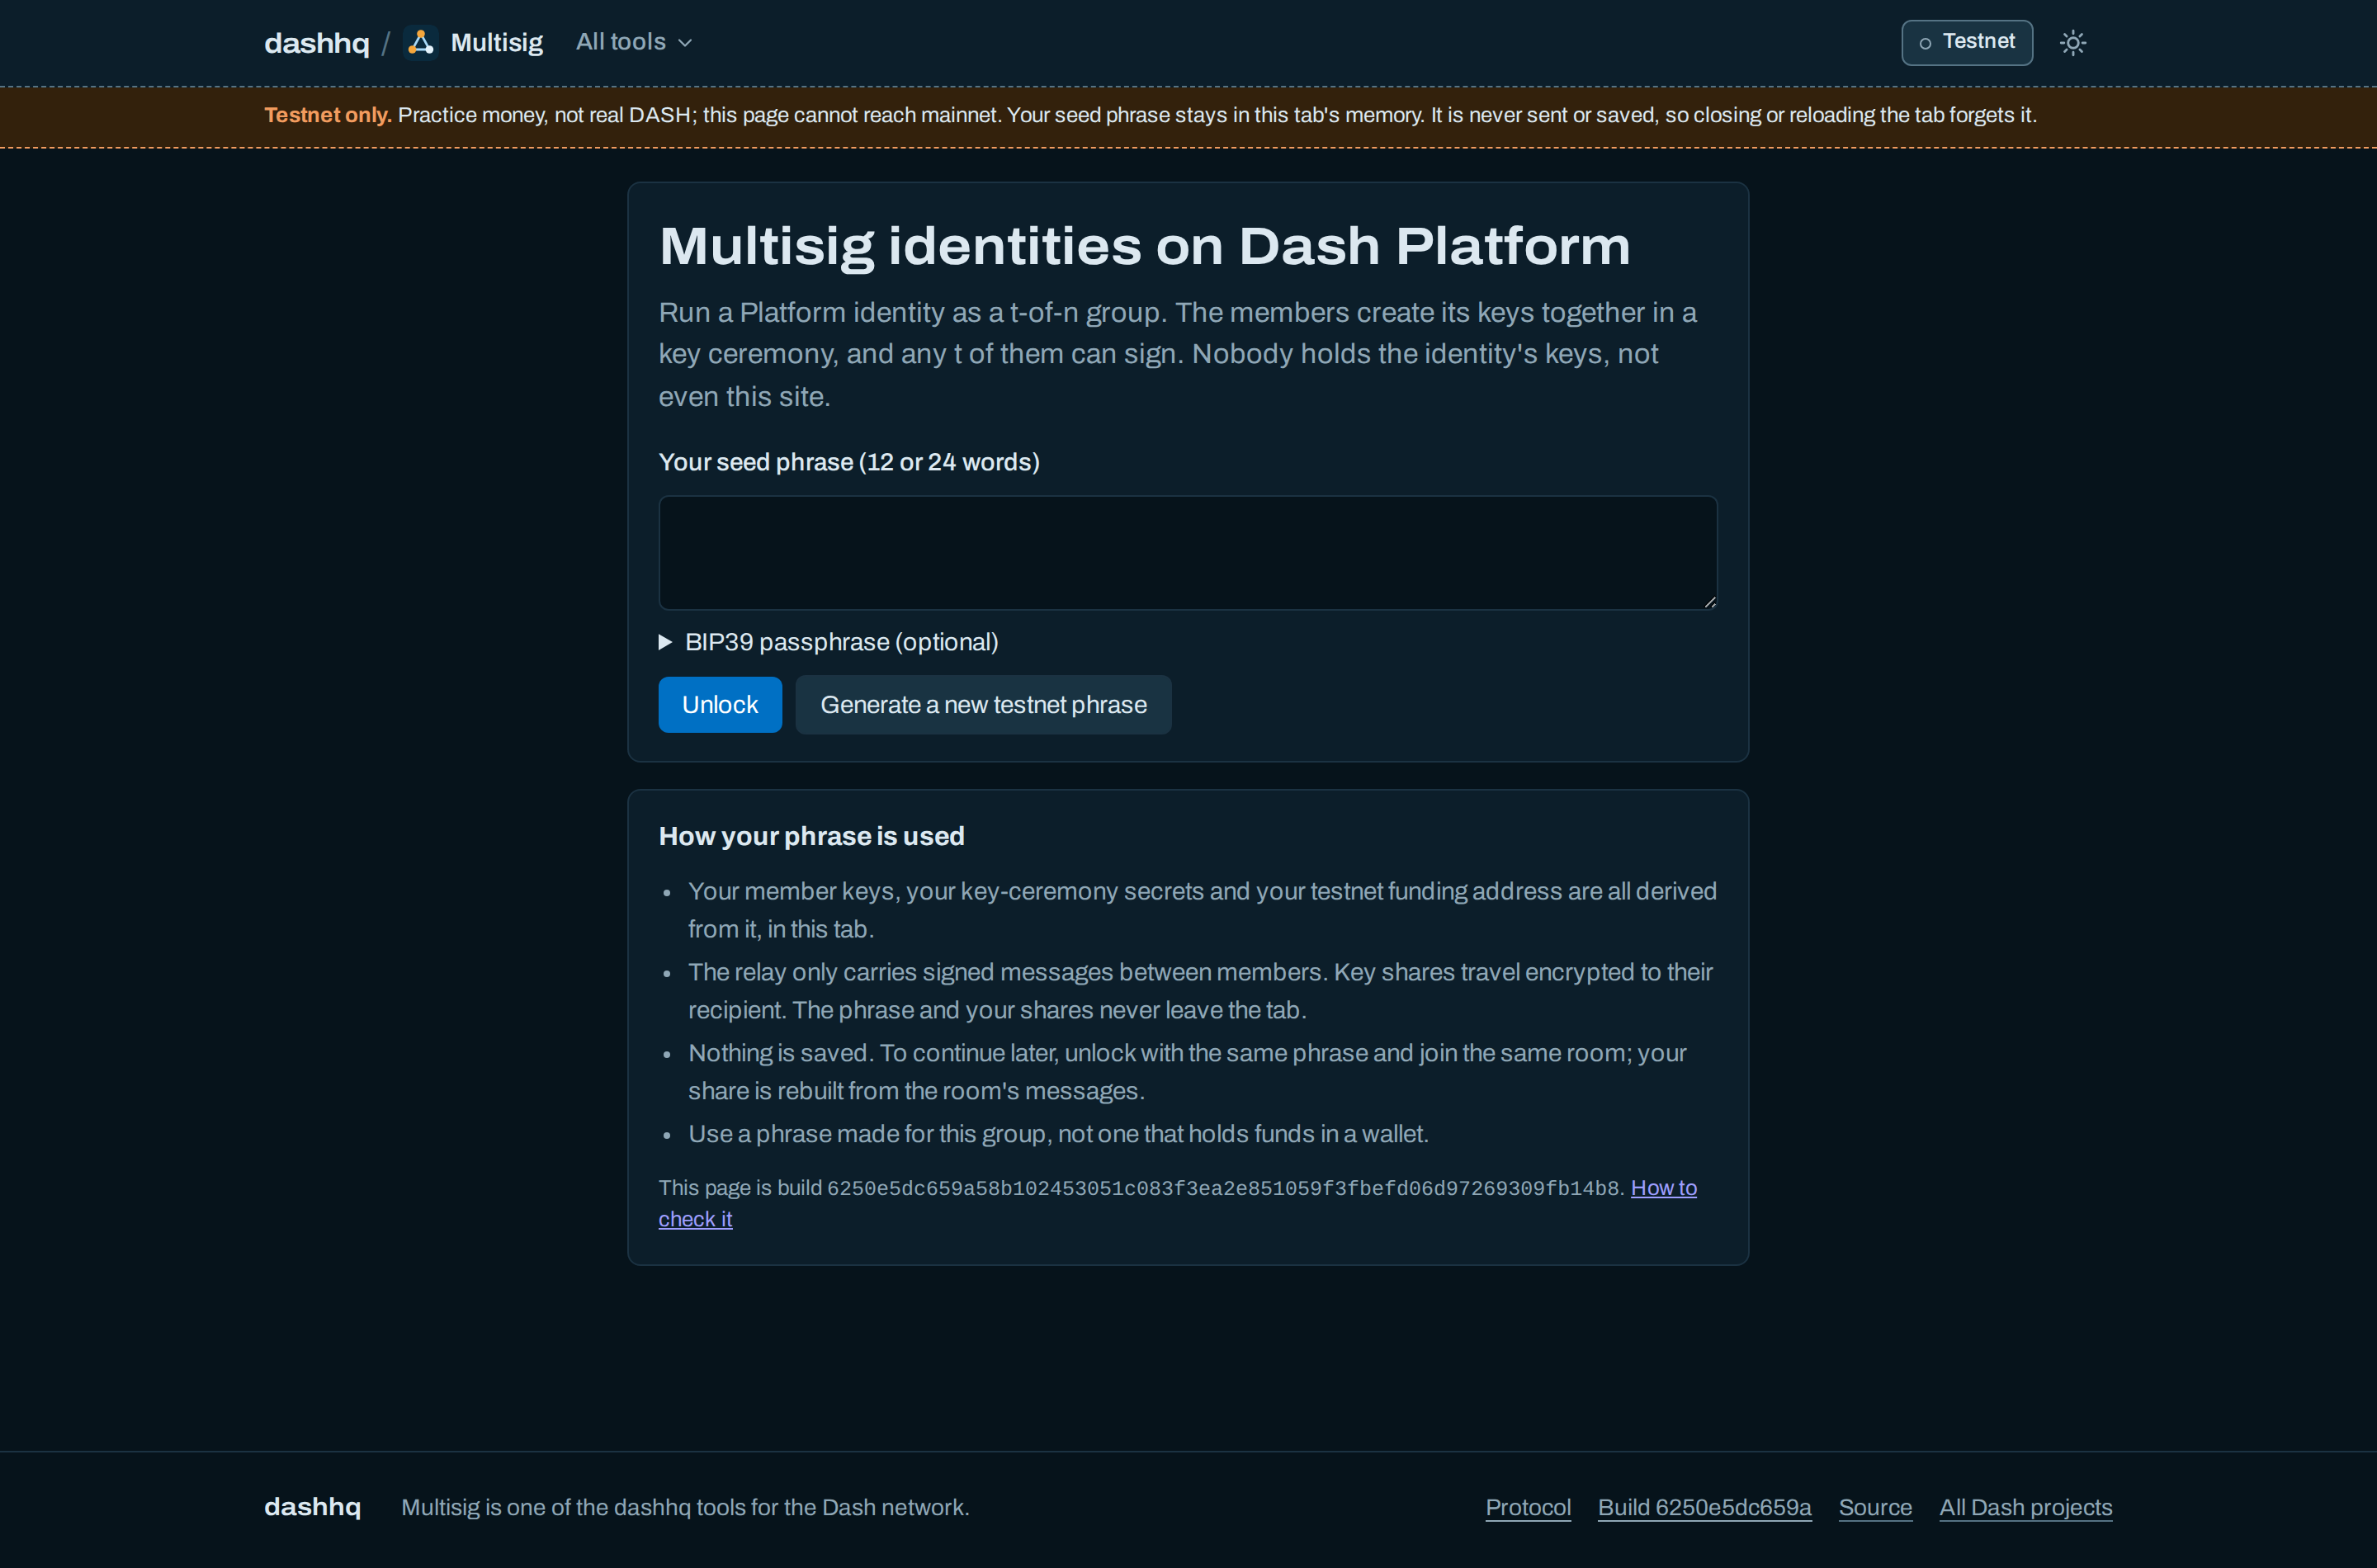 dashhq / Multisig All tools Testnet
Testnet only. Practice money, not real DASH; this page cannot reach mainnet. Your seed phrase stays in this tab's memory. It is never sent or saved, so closing or reloading the tab forgets it.
Multisig identities on Dash Platform
Run a Platform identity as a t-of-n group. The members create its keys together in a
key ceremony, and any t of them can sign. Nobody holds the identity's keys, not
even this site.
Your seed phrase (12 or 24 words)
BIP39 passphrase (optional)
Unlock Generate a new testnet phrase
How your phrase is used
• Your member keys, your key-ceremony secrets and your testnet funding address are all derived
from it, in this tab.
• The relay only carries signed messages between members. Key shares travel encrypted to their
recipient. The phrase and your shares never leave the tab.
• Nothing is saved. To continue later, unlock with the same phrase and join the same room; your
share is rebuilt from the room's messages.
• Use a phrase made for this group, not one that holds funds in a wallet.
This page is build 6250e5dc659a58b102453051c083f3ea2e851059f3fbefd06d97269309fb14b8. How to
check it
dashhq Multisig is one of the dashhq tools for the Dash network. Protocol Build 6250e5dc659a Source All Dash projects